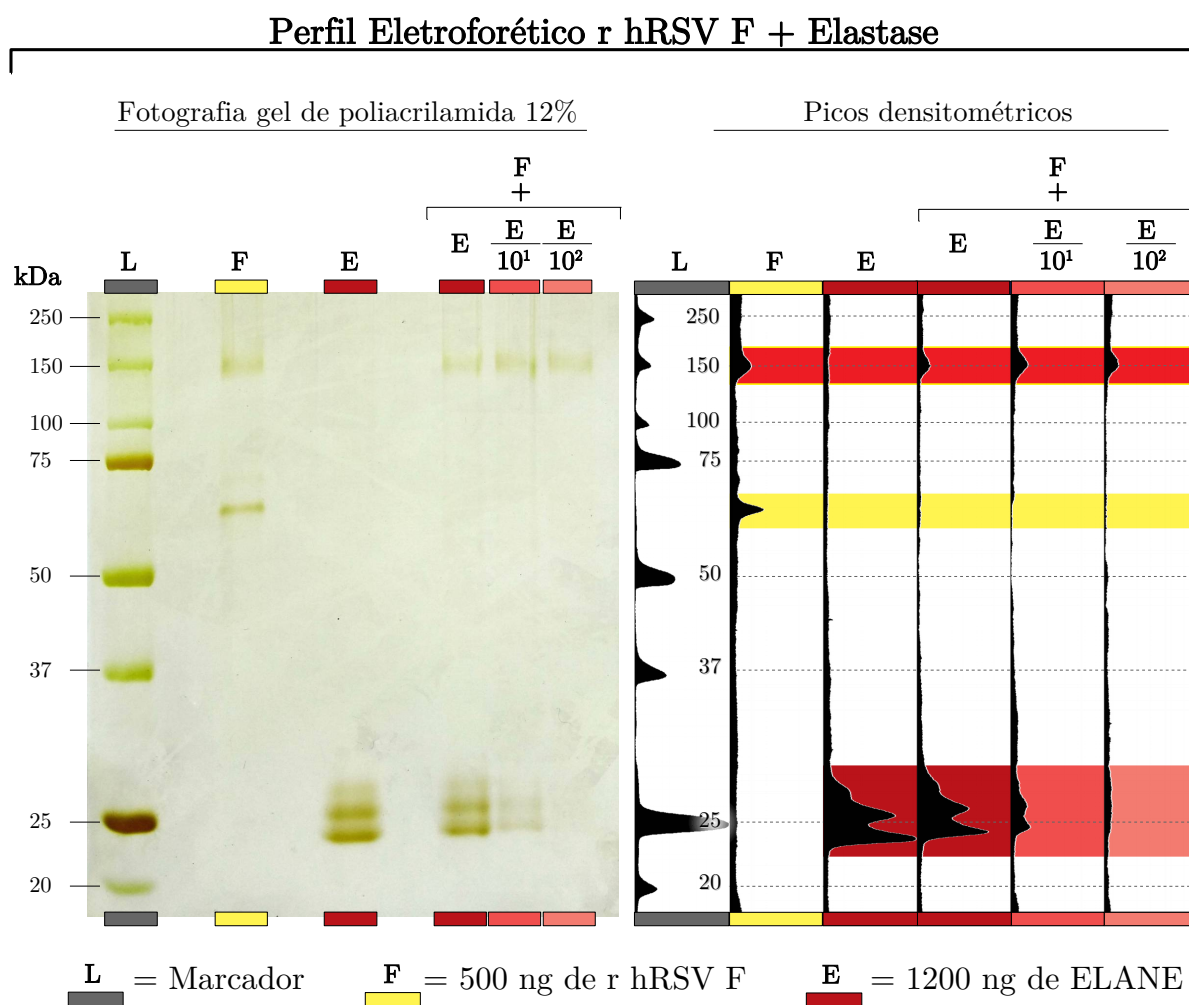 Perfil Eletroforético r hRSV F + Elastase
Fotografia gel de poliacrilamida 12%
Picos densitométricos
F
+
F
+
kDa
L
F
E
E
E
10¹
E
10²
L
F
E
E
E
10¹
E
10²
250
150
100
75
50
37
25
20
250
150
100
75
50
37
25
20
L = Marcador
F = 500 ng de r hRSV F
E = 1200 ng de ELANE